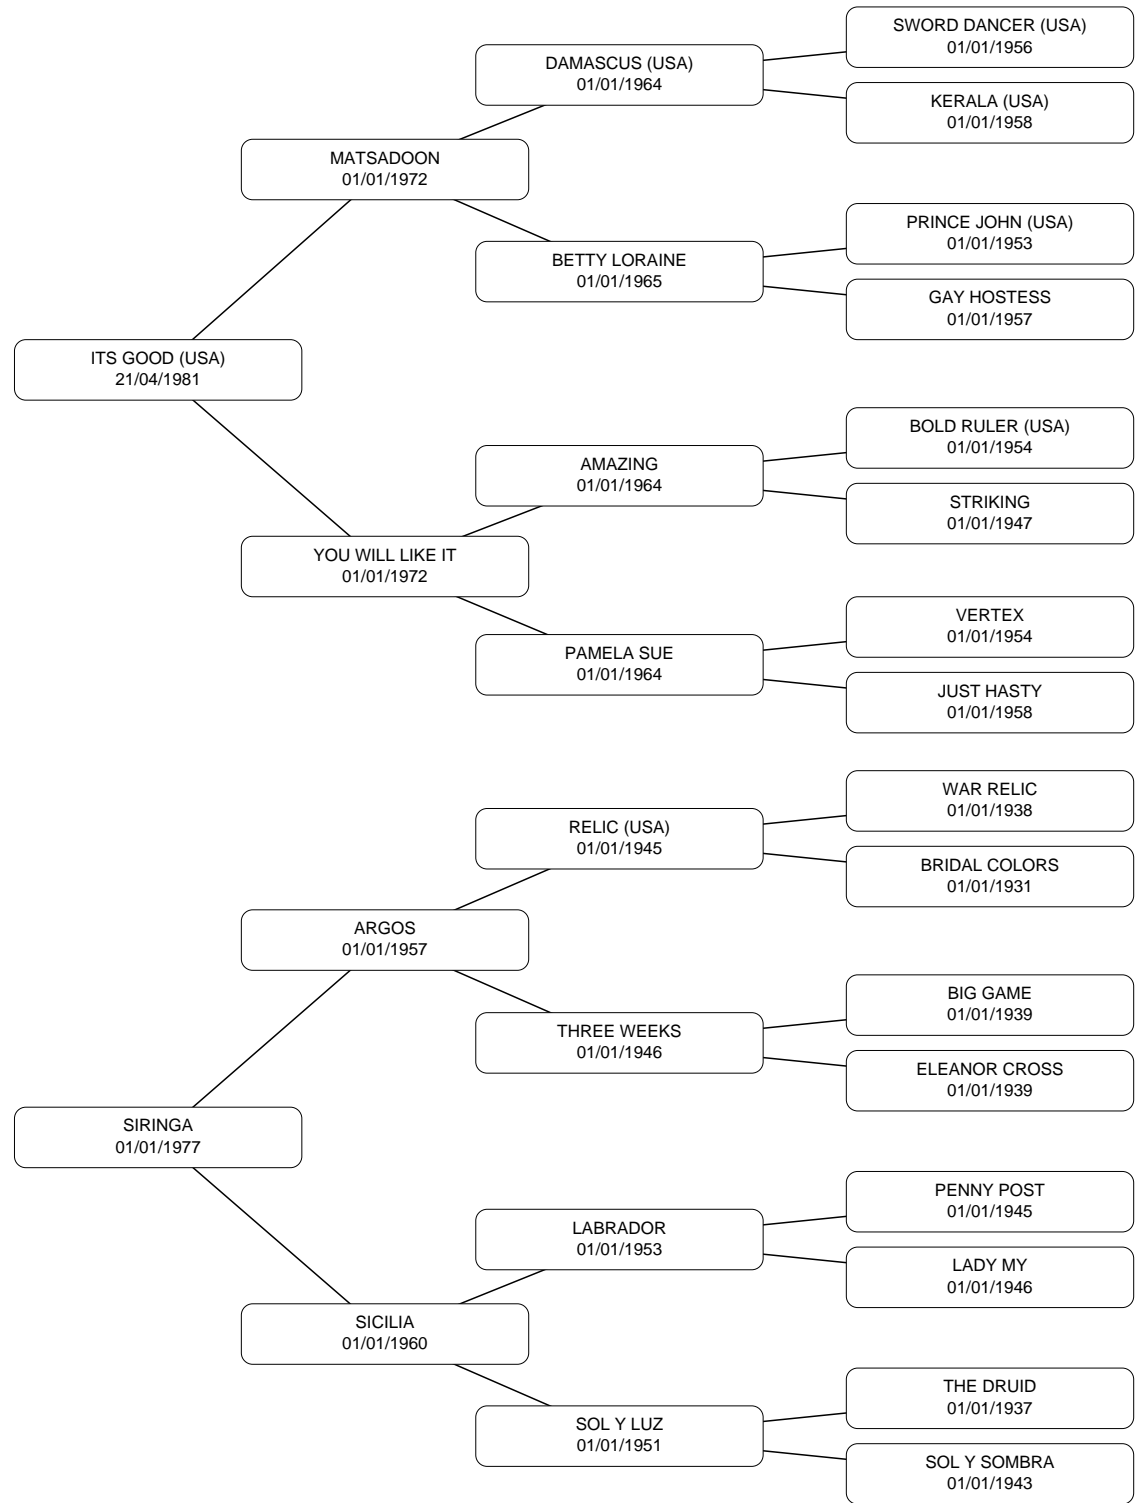 SWORD DANCER (USA)
01/01/1956
DAMASCUS (USA)
01/01/1964
KERALA (USA)
01/01/1958
MATSADOON
01/01/1972
PRINCE JOHN (USA)
01/01/1953
BETTY LORAINE
01/01/1965
GAY HOSTESS
01/01/1957
ITS GOOD (USA)
21/04/1981
BOLD RULER (USA)
01/01/1954
AMAZING
01/01/1964
STRIKING
01/01/1947
YOU WILL LIKE IT
01/01/1972
VERTEX
01/01/1954
PAMELA SUE
01/01/1964
JUST HASTY
01/01/1958
WAR RELIC
01/01/1938
RELIC (USA)
01/01/1945
BRIDAL COLORS
01/01/1931
ARGOS
01/01/1957
BIG GAME
01/01/1939
THREE WEEKS
01/01/1946
ELEANOR CROSS
01/01/1939
SIRINGA
01/01/1977
PENNY POST
01/01/1945
LABRADOR
01/01/1953
LADY MY
01/01/1946
SICILIA
01/01/1960
THE DRUID
01/01/1937
SOL Y LUZ
01/01/1951
SOL Y SOMBRA
01/01/1943